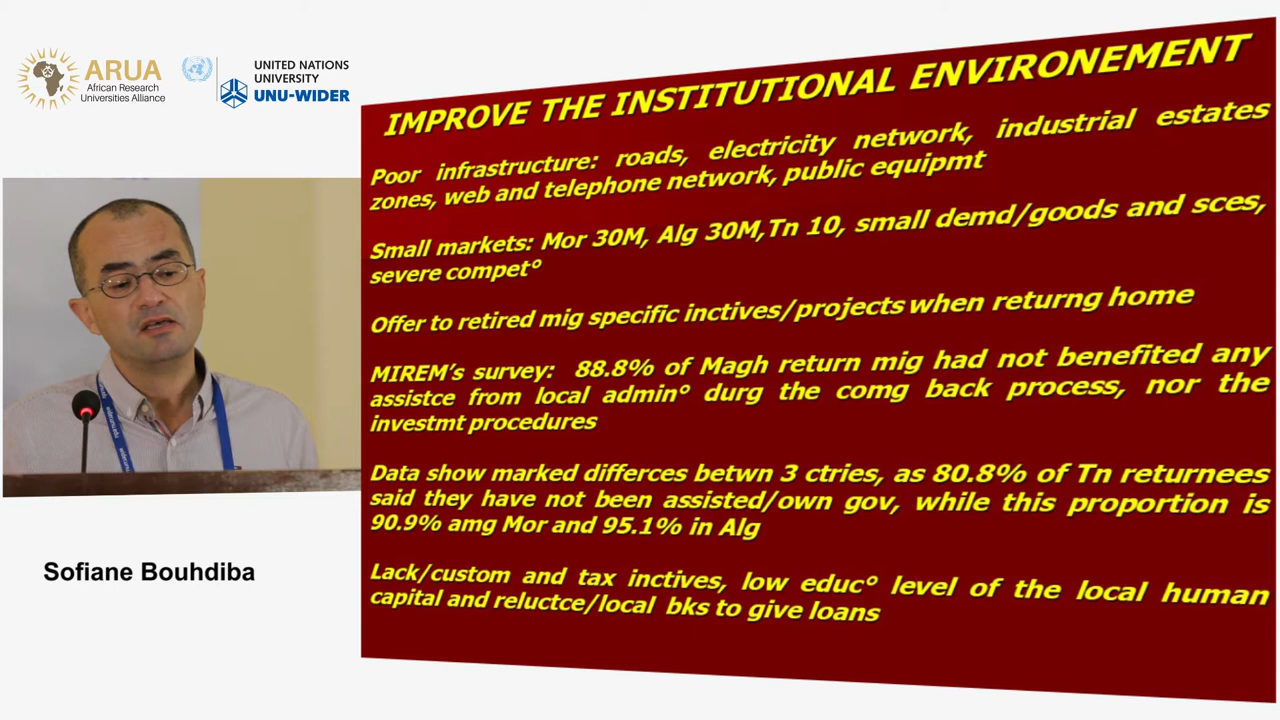 ARUA
African Research
Universities Alliance
UNITED NATIONS
UNIVERSITY
UNU-WIDER
IMPROVE THE INSTITUTIONAL ENVIRONEMENT
Poor infrastructure: roads, electricity network, industrial estates
zones, web and telephone network, public equipmt
Small markets: Mor 30M, Alg 30M,Tn 10, small demd/goods and sces,
severe compet°
Offer to retired mig specific inctives/projects when returng home
MIREM's survey: 88.8% of Magh return mig had not benefited any
assistce from local admin° durg the comg back process, nor the
investmt procedures
Data show marked differces betwn 3 ctries, as 80.8% of Tn returnees
said they have not been assisted/own gov, while this proportion is
90.9% amg Mor and 95.1% in Alg
Lack/custom and tax inctives, low educ° level of the local human
capital and reluctce/local bks to give loans
Sofiane Bouhdiba